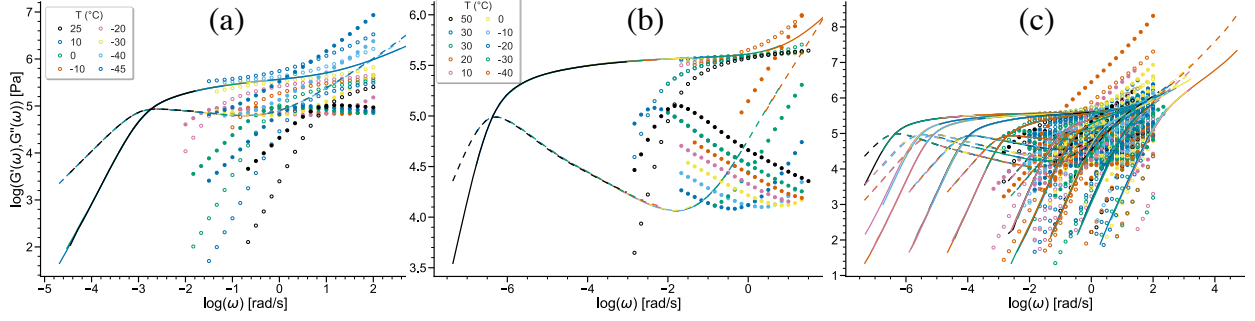 (a)
T (°C)
25 -20
10 -30
0 -40
-10 -45
log(G'(ω),G''(ω)) [Pa]
7
6
5
4
3
2
-5 -4 -3 -2 -1 0 1 2
log(ω) [rad/s]
(b)
T (°C)
50 0
30 -10
30 -20
20 -30
10 -40
6.0
5.5
5.0
4.5
4.0
3.5
-6 -4 -2 0
log(ω) [rad/s]
(c)
8
7
6
5
4
3
2
1
-6 -4 -2 0 2 4
log(ω) [rad/s]